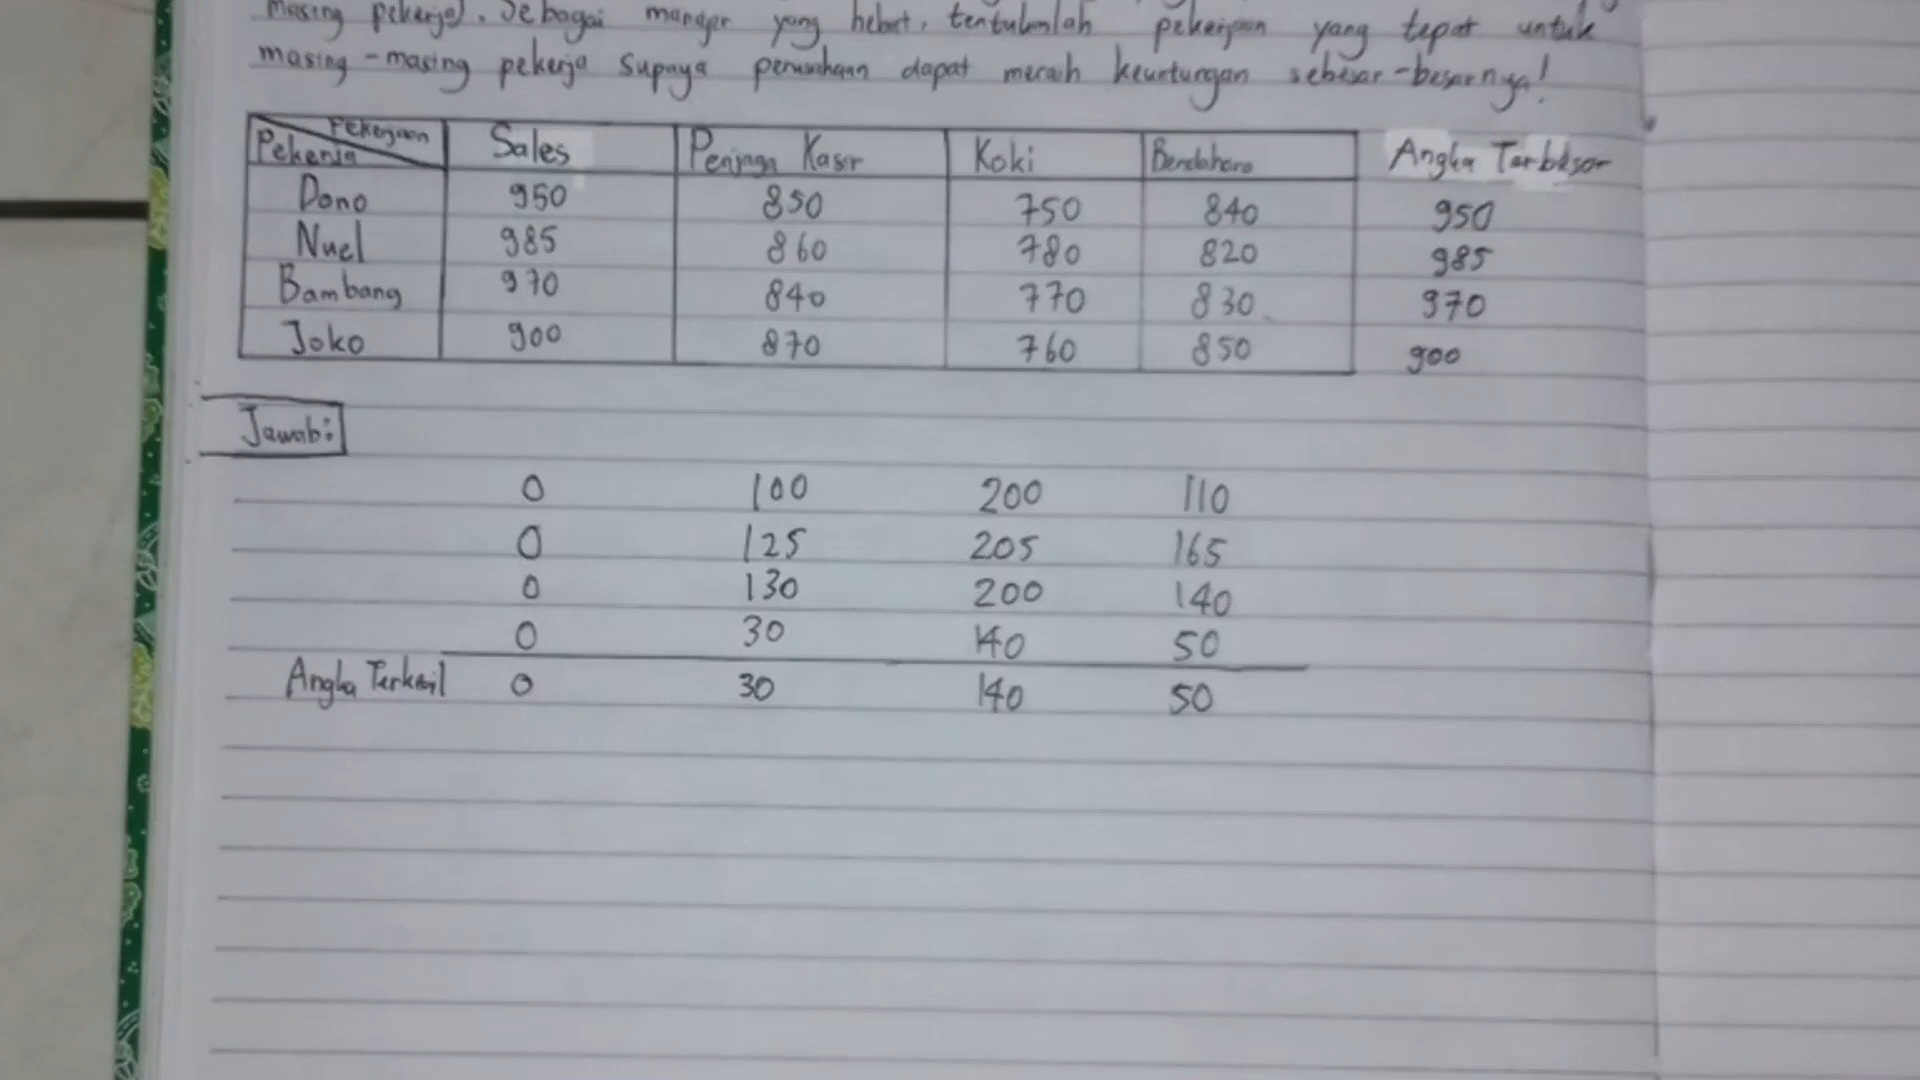 masing pekerja). Sebagai manajer yang hebat, tentukanlah pekerjaan yang tepat untuk
masing-masing pekerja supaya perusahaan dapat meraih keuntungan sebesar-besarnya!
Pekerjaan
Pekerja Sales Penjaga Kasir Koki Bendahara Angka Terbesar
Dono 950 850 750 840 950
Nuel 985 860 780 820 985
Bambang 970 840 770 830 970
Joko 900 870 760 850 900
Jawab:
0 100 200 110
0 125 205 165
0 130 200 140
0 30 140 50
Angka Terkecil 0 30 140 50